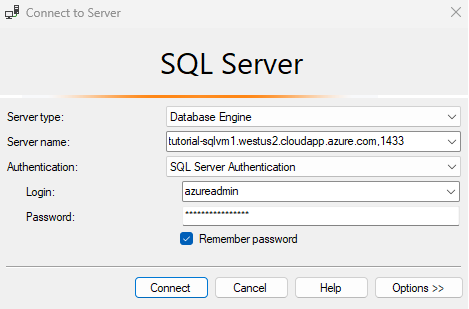 Connect to Server
SQL Server
Server type: Database Engine
Server name: tutorial-sqlvm1.westus2.cloudapp.azure.com,1433
Authentication: SQL Server Authentication
Login: azureadmin
Password: ****************
Remember password
Connect Cancel Help Options >>